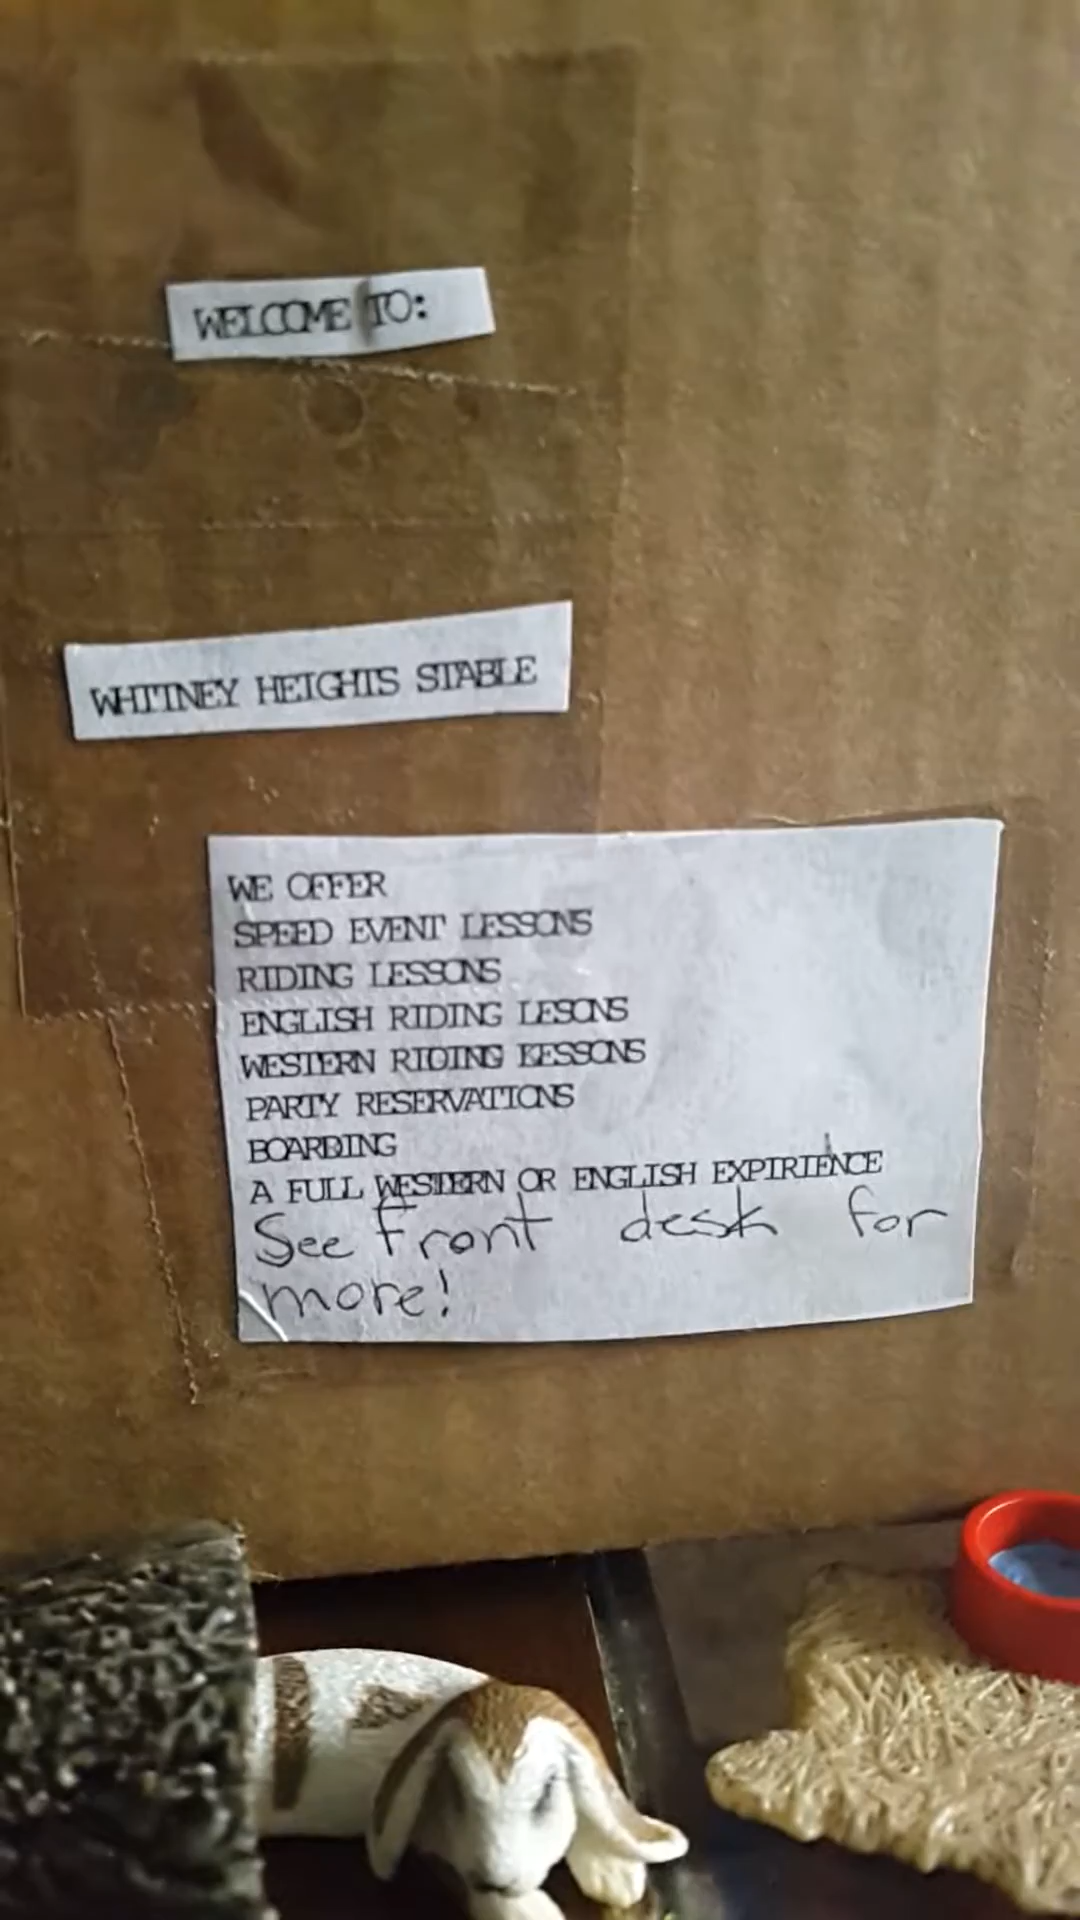 WELCOME TO:
WHITNEY HEIGHTS STABLE
WE OFFER
SPEED EVENT LESSONS
RIDING LESSONS
ENGLISH RIDING LESONS
WESTERN RIDING KESSONS
PARTY RESERVATIONS
BOARDING
A FULL WESTERN OR ENGLISH EXPIRIENCE
See front desk for
more!